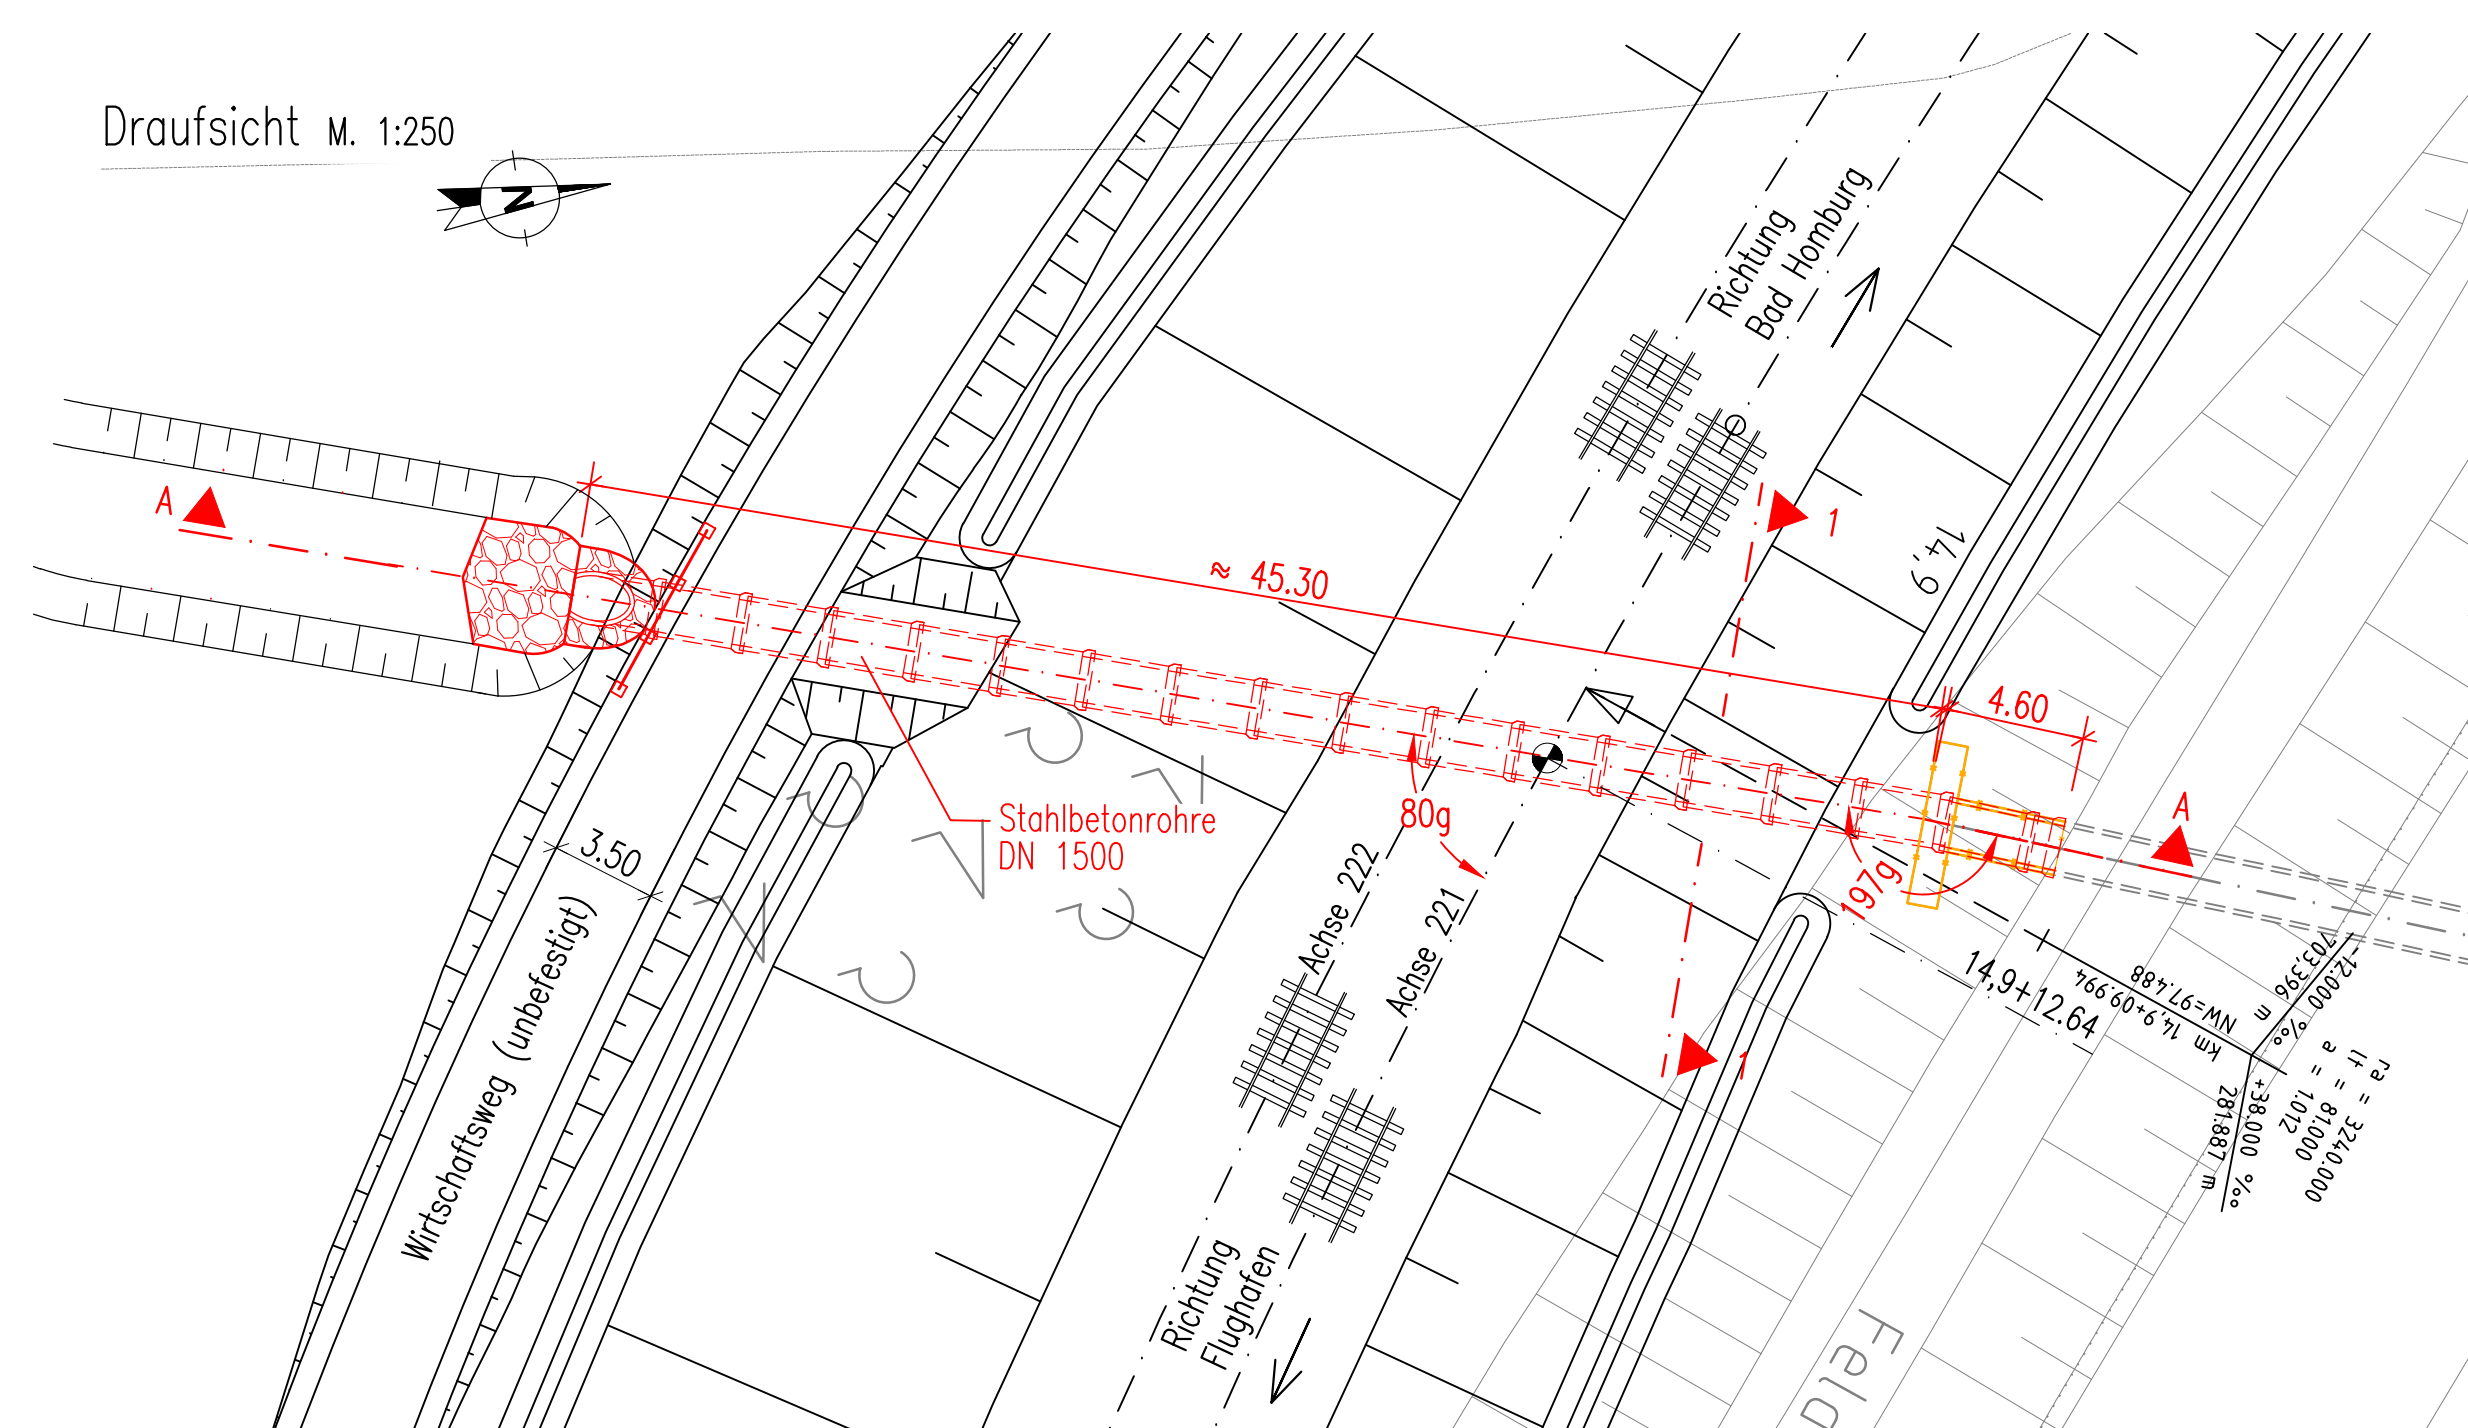 Draufsicht M. 1:250
N
Richtung
Bad Homburg
A
1
14,9
≈ 45.30
4.60
Stahlbetonrohre
DN 1500
80g
A
3.50
197g
Achse 222
Achse 221
Wirtschaftsweg (unbefestigt)
14,9+12.64
km 14,9+09.994
NW=97.488
-12.000 ‰
703,396 m
+38.000 ‰
281.887 m
ra = 3240.000
lt = 81.000
a = 1.012
1
Richtung
Flughafen
Feld